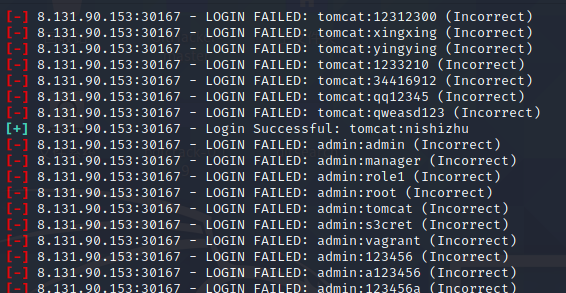 [-] 8.131.90.153:30167 - LOGIN FAILED: tomcat:12312300 (Incorrect)
[-] 8.131.90.153:30167 - LOGIN FAILED: tomcat:xingxing (Incorrect)
[-] 8.131.90.153:30167 - LOGIN FAILED: tomcat:yingying (Incorrect)
[-] 8.131.90.153:30167 - LOGIN FAILED: tomcat:1233210 (Incorrect)
[-] 8.131.90.153:30167 - LOGIN FAILED: tomcat:34416912 (Incorrect)
[-] 8.131.90.153:30167 - LOGIN FAILED: tomcat:qq12345 (Incorrect)
[-] 8.131.90.153:30167 - LOGIN FAILED: tomcat:qweasd123 (Incorrect)
[+] 8.131.90.153:30167 - Login Successful: tomcat:nishizhu
[-] 8.131.90.153:30167 - LOGIN FAILED: admin:admin (Incorrect)
[-] 8.131.90.153:30167 - LOGIN FAILED: admin:manager (Incorrect)
[-] 8.131.90.153:30167 - LOGIN FAILED: admin:role1 (Incorrect)
[-] 8.131.90.153:30167 - LOGIN FAILED: admin:root (Incorrect)
[-] 8.131.90.153:30167 - LOGIN FAILED: admin:tomcat (Incorrect)
[-] 8.131.90.153:30167 - LOGIN FAILED: admin:s3cret (Incorrect)
[-] 8.131.90.153:30167 - LOGIN FAILED: admin:vagrant (Incorrect)
[-] 8.131.90.153:30167 - LOGIN FAILED: admin:123456 (Incorrect)
[-] 8.131.90.153:30167 - LOGIN FAILED: admin:a123456 (Incorrect)
[-] 8.131.90.153:30167 - LOGIN FAILED: admin:123456a (Incorrect)